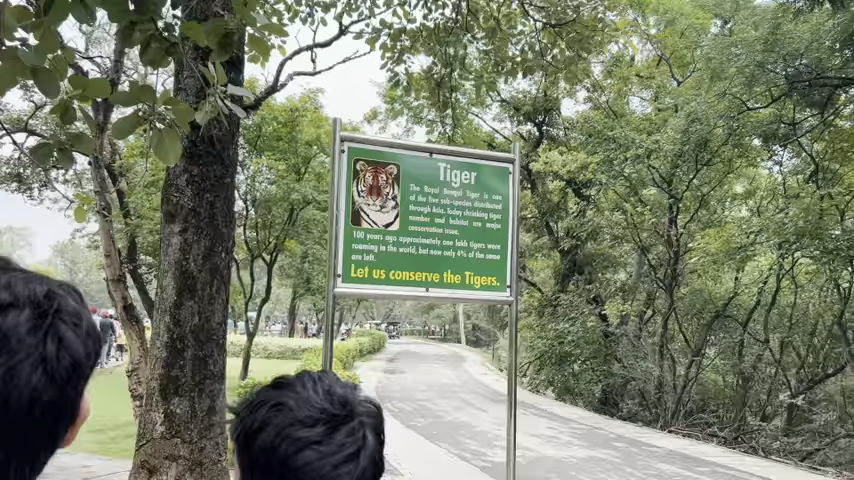 Tiger
The Royal Bengal Tiger is one
of the five sub-species distributed
through Asia. Today shrinking tiger
number and habitat are major
conservation issue.
100 years ago approximately one lakh tigers were
roaming in the world, but now only 4% of the same
are left.
Let us conserve the Tigers.